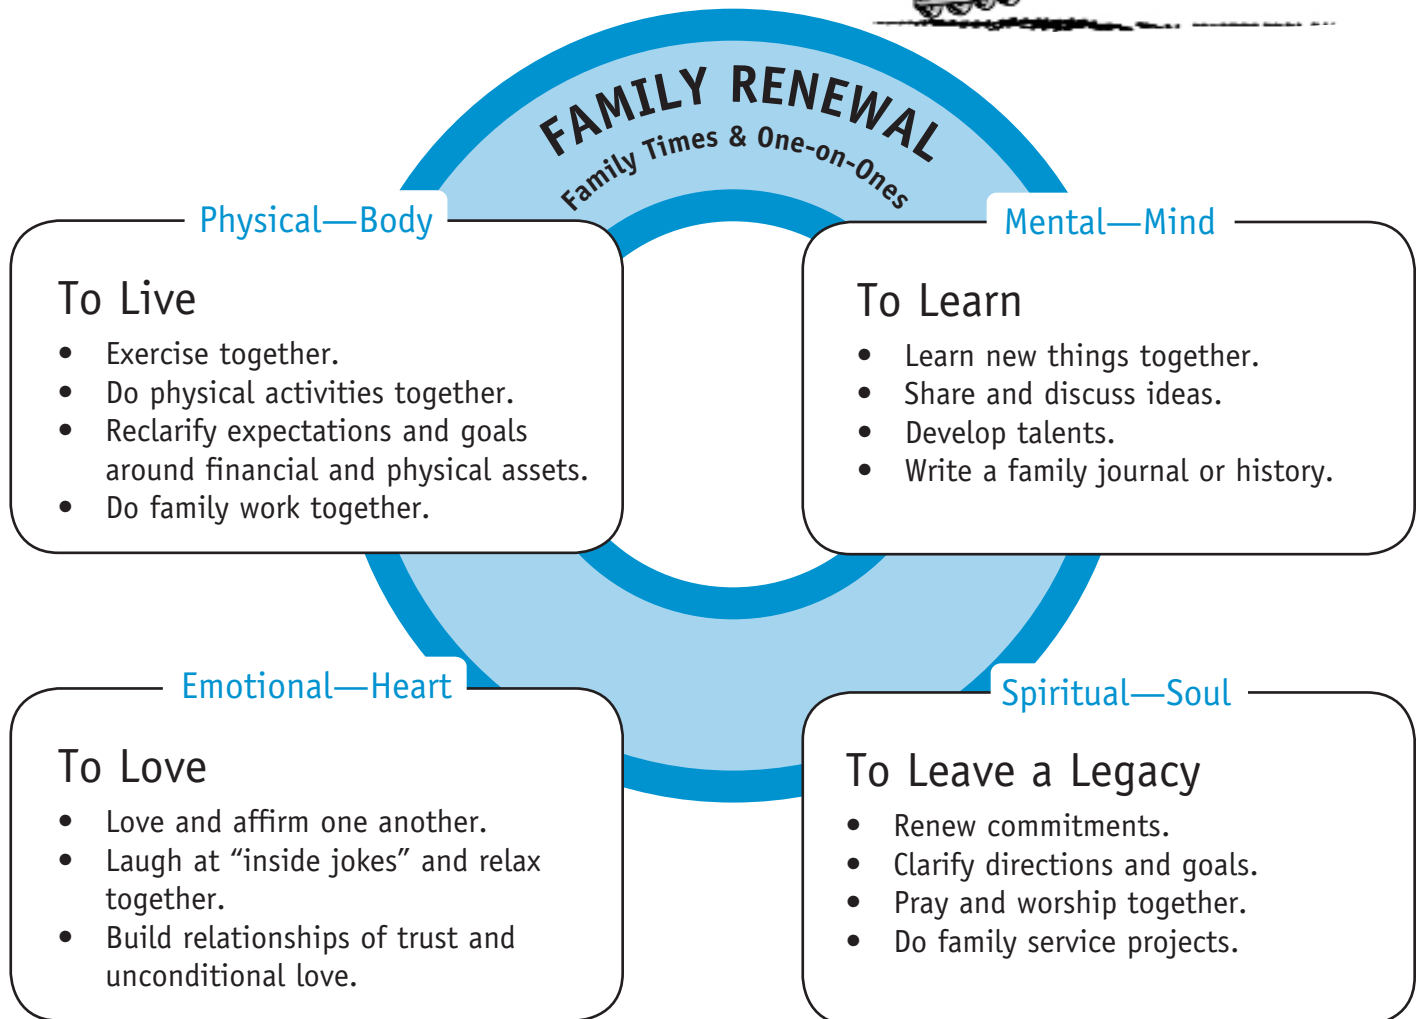 FAMILY RENEWAL
Family Times & One-on-Ones
Physical—Body
To Live
• Exercise together.
• Do physical activities together.
• Reclarify expectations and goals
around financial and physical assets.
• Do family work together.
Mental—Mind
To Learn
• Learn new things together.
• Share and discuss ideas.
• Develop talents.
• Write a family journal or history.
Emotional—Heart
To Love
• Love and affirm one another.
• Laugh at “inside jokes” and relax
together.
• Build relationships of trust and
unconditional love.
Spiritual—Soul
To Leave a Legacy
• Renew commitments.
• Clarify directions and goals.
• Pray and worship together.
• Do family service projects.